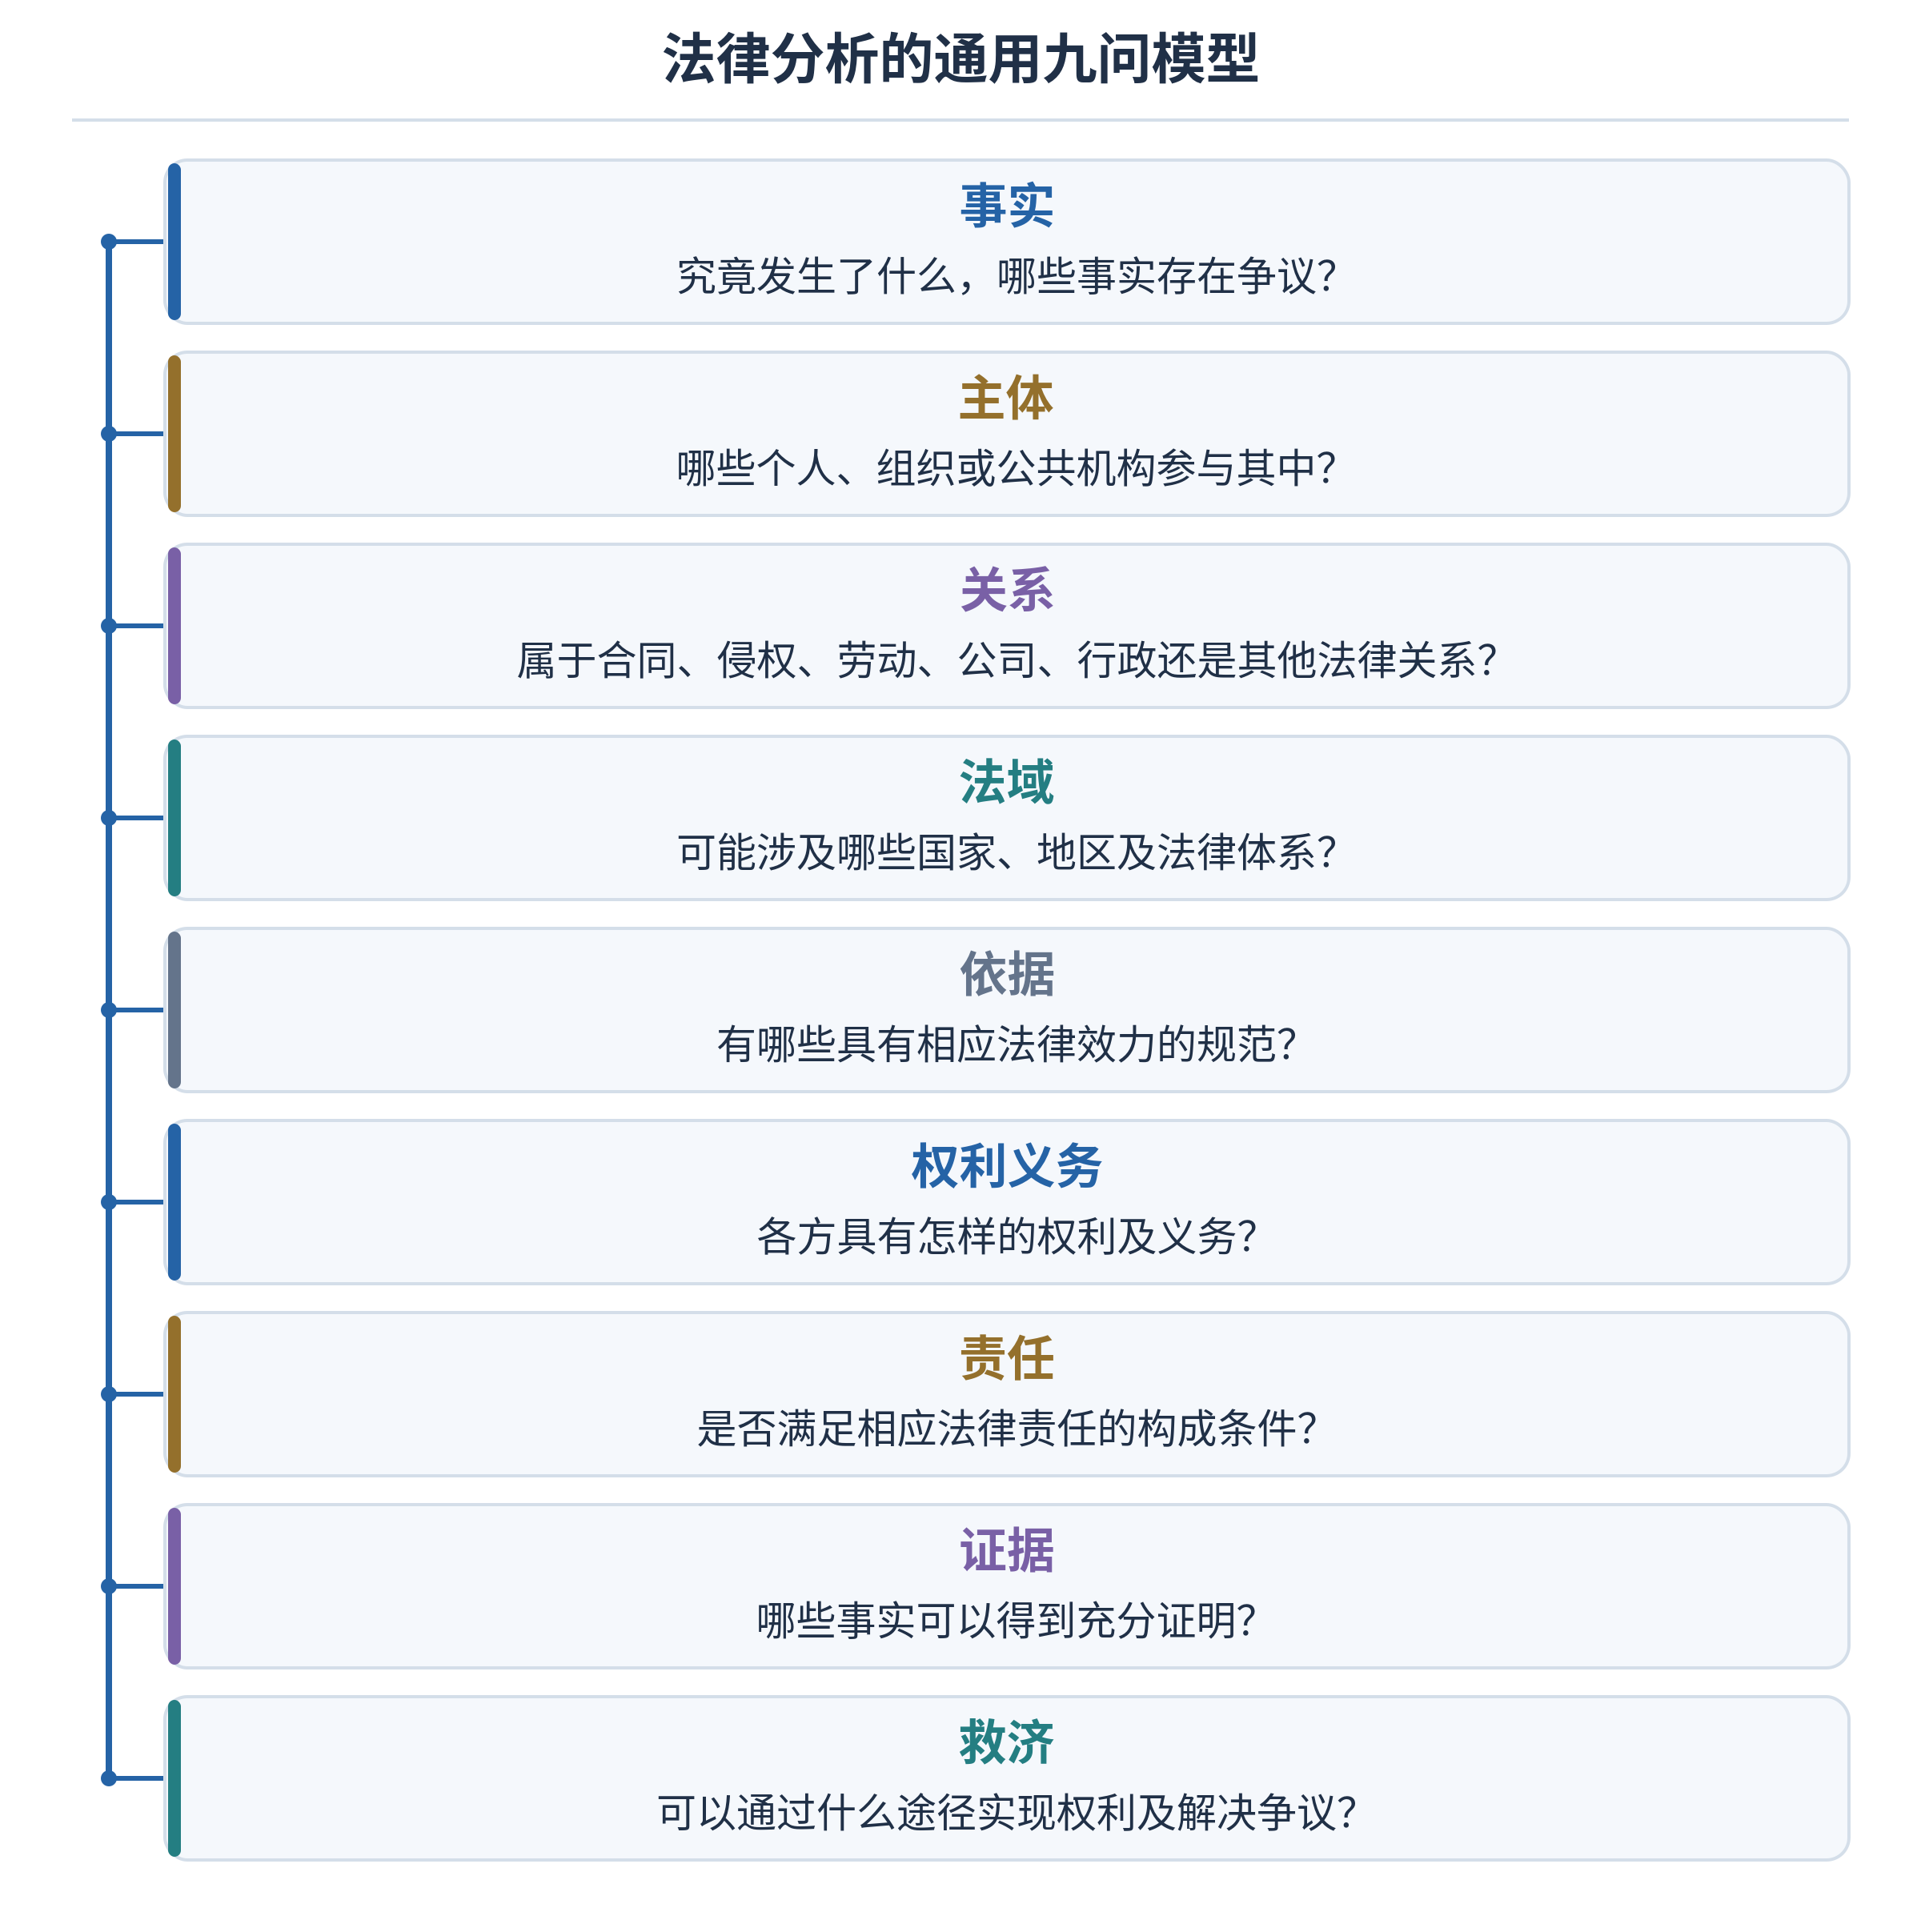 法律分析的通用九问模型
事实
究竟发生了什么，哪些事实存在争议？
主体
哪些个人、组织或公共机构参与其中？
关系
属于合同、侵权、劳动、公司、行政还是其他法律关系？
法域
可能涉及哪些国家、地区及法律体系？
依据
有哪些具有相应法律效力的规范？
权利义务
各方具有怎样的权利及义务？
责任
是否满足相应法律责任的构成条件？
证据
哪些事实可以得到充分证明？
救济
可以通过什么途径实现权利及解决争议？